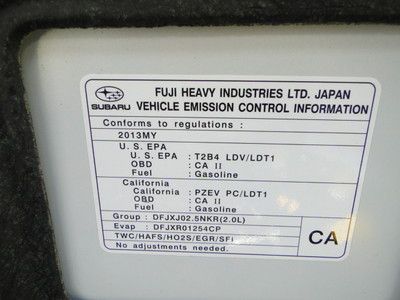 FUJI HEAVY INDUSTRIES LTD. JAPAN
SUBARU VEHICLE EMISSION CONTROL INFORMATION
Conforms to regulations :
2013MY
U. S. EPA
U. S. EPA : T2B4 LDV/LDT1
OBD : CA II
Fuel : Gasoline
California
California : PZEV PC/LDT1
OBD : CA II
Fuel : Gasoline
Group : DFJXJ02.5NKR(2.0L)
Evap : DFJXR01254CP
TWC/HAFS/HO2S/EGR/SFI
No adjustments needed.
CA